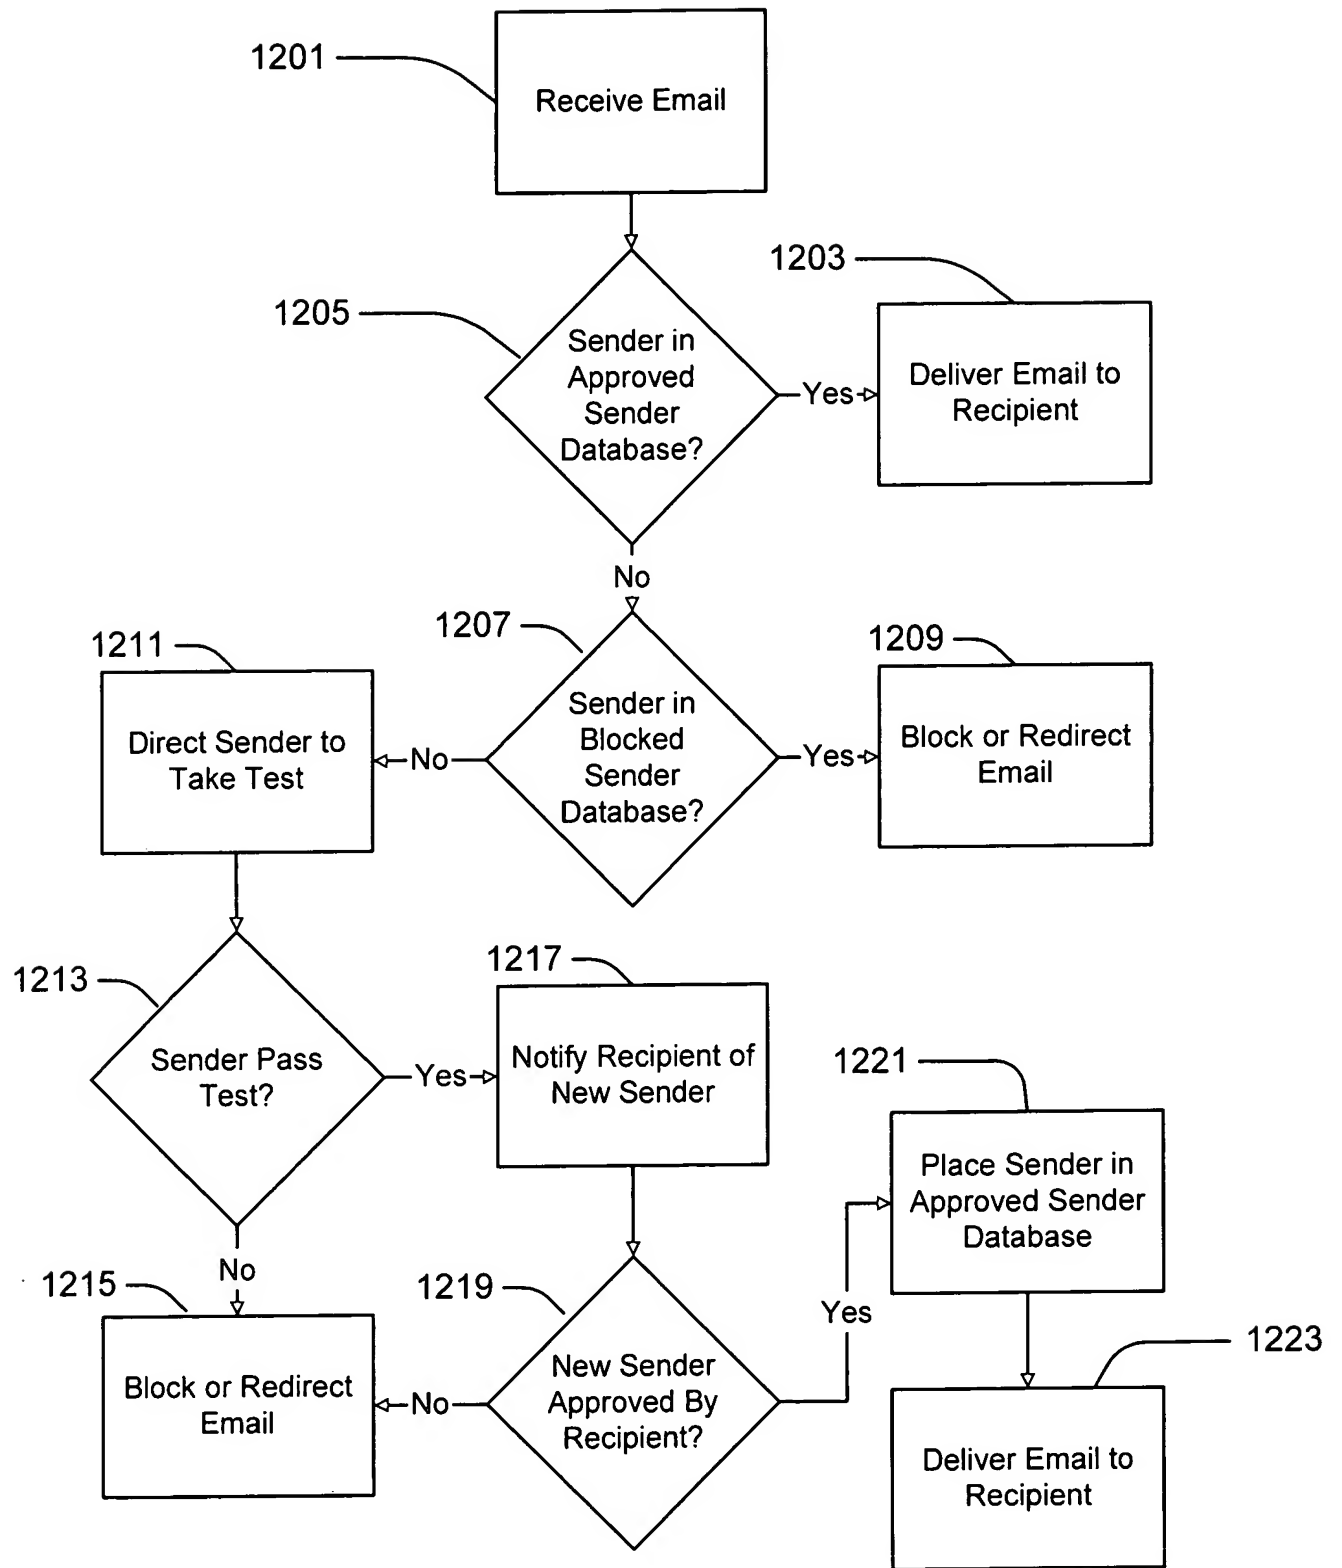 1201
Receive Email
1203
1205
Sender in
Approved
Sender
Database?
Yes
Deliver Email to
Recipient
No
1207
1209
1211
Sender in
Blocked
Sender
Database?
Yes
Block or Redirect
Email
No
Direct Sender to
Take Test
1213
Sender Pass
Test?
Yes
1217
Notify Recipient of
New Sender
1221
Place Sender in
Approved Sender
Database
No
1215
Block or Redirect
Email
1219
New Sender
Approved By
Recipient?
No
Yes
1223
Deliver Email to
Recipient